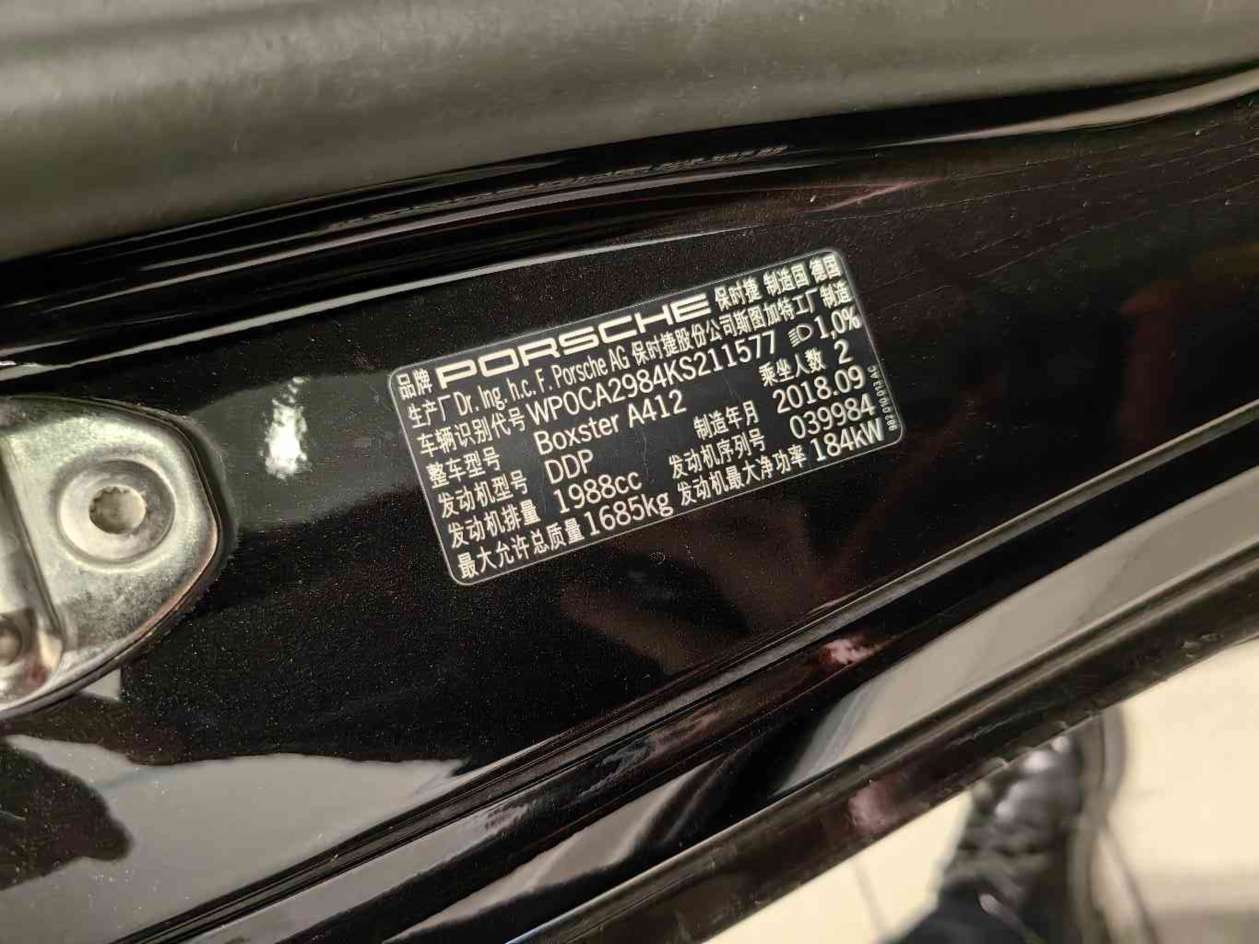 品牌 PORSCHE 保时捷 制造国 德国
生产厂 Dr. Ing. h.c. F. Porsche AG 保时捷股份公司斯图加特工厂制造
车辆识别代号 WP0CA2984KS211577 1,0%
整车型号 Boxster A412 乘坐人数 2
发动机型号 DDP 制造年月 2018.09
发动机排量 1988cc 发动机序列号 039984
最大允许总质量 1685kg 发动机最大净功率 184kW